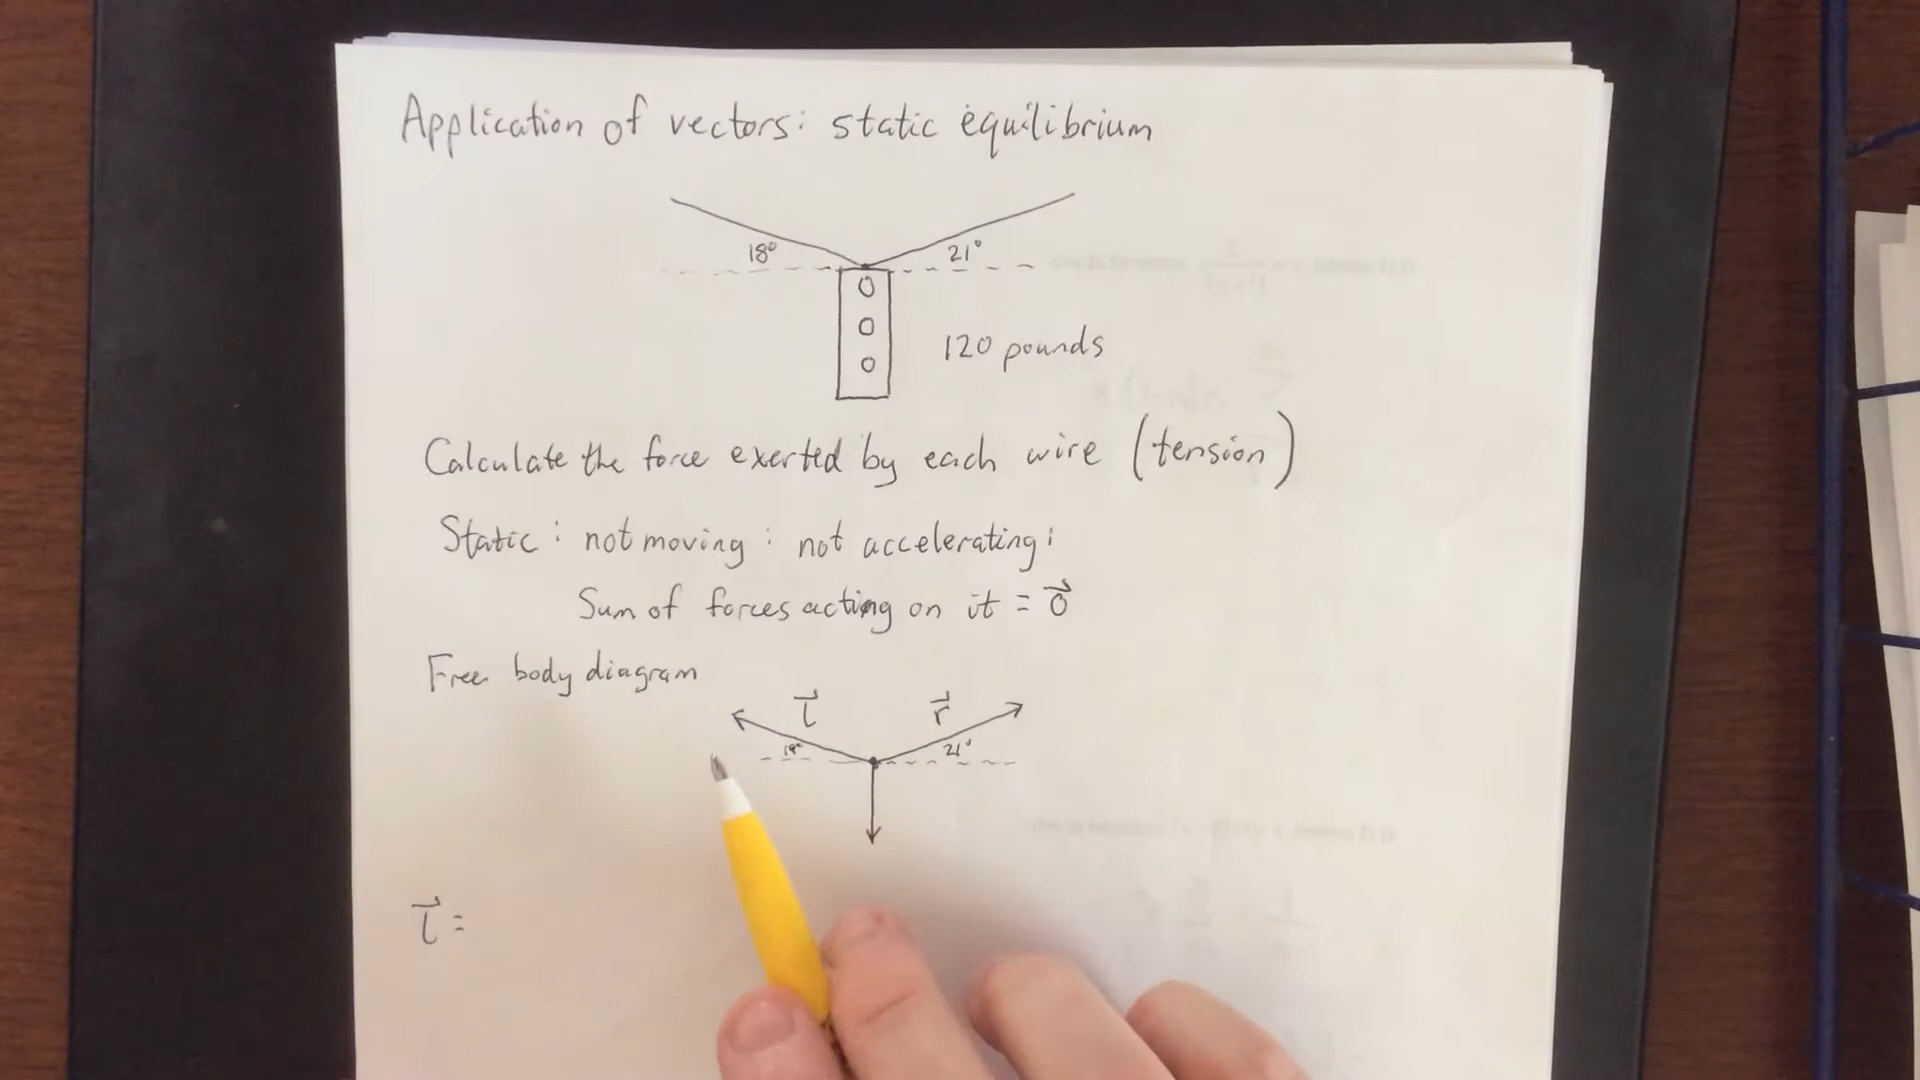 Application of vectors: static equilibrium
18° 21°
120 pounds
Calculate the force exerted by each wire (tension)
Static: not moving: not accelerating:
Sum of forces acting on it = 0⃗
Free body diagram
l⃗ r⃗
18° 21°
l⃗ =